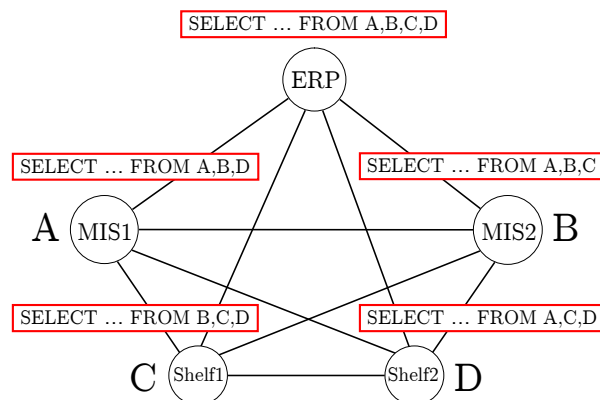 SELECT ... FROM A,B,C,D
ERP
SELECT ... FROM A,B,D
SELECT ... FROM A,B,C
A
MIS1
MIS2
B
SELECT ... FROM B,C,D
SELECT ... FROM A,C,D
C
Shelf1
Shelf2
D